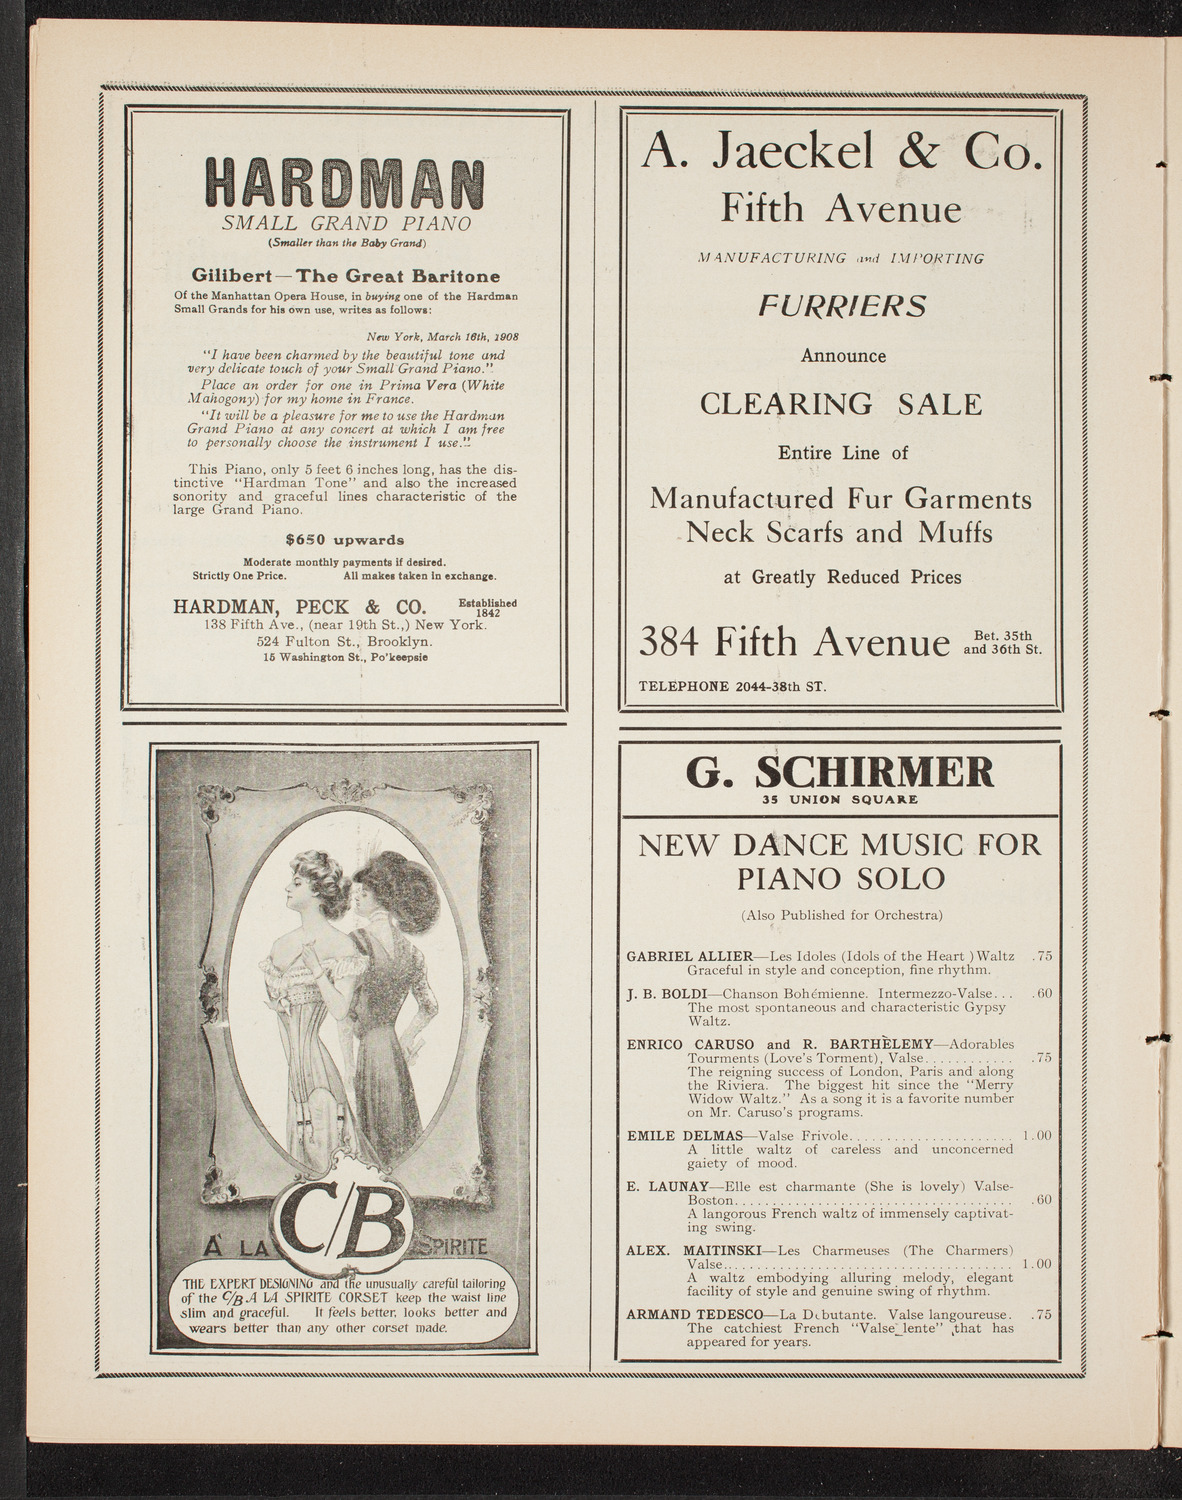 HARDMAN
SMALL GRAND PIANO
(Smaller than the Baby Grand)
Gilibert—The Great Baritone
Of the Manhattan Opera House, in buying one of the Hardman
Small Grands for his own use, writes as follows:
New York, March 16th, 1908
"I have been charmed by the beautiful tone and
very delicate touch of your Small Grand Piano."
Place an order for one in Prima Vera (White
Mahogony) for my home in France.
"It will be a pleasure for me to use the Hardman
Grand Piano at any concert at which I am free
to personally choose the instrument I use."
This Piano, only 5 feet 6 inches long, has the dis-
tinctive "Hardman Tone" and also the increased
sonority and graceful lines characteristic of the
large Grand Piano.
$650 upwards
Moderate monthly payments if desired.
Strictly One Price. All makes taken in exchange.
HARDMAN, PECK & CO. Established 1842
138 Fifth Ave., (near 19th St.,) New York.
524 Fulton St., Brooklyn.
15 Washington St., Po'keepsie
A. Jaeckel & Co.
Fifth Avenue
MANUFACTURING and IMPORTING
FURRIERS
Announce
CLEARING SALE
Entire Line of
Manufactured Fur Garments
Neck Scarfs and Muffs
at Greatly Reduced Prices
384 Fifth Avenue Bet. 35th and 36th St.
TELEPHONE 2044-38th ST.
C/B
A LA SPIRITE
THE EXPERT DESIGNING and the unusually careful tailoring
of the C/B A LA SPIRITE CORSET keep the waist line
slim and graceful. It feels better, looks better and
wears better than any other corset made.
G. SCHIRMER
35 UNION SQUARE
NEW DANCE MUSIC FOR
PIANO SOLO
(Also Published for Orchestra)
GABRIEL ALLIER—Les Idoles (Idols of the Heart ) Waltz .75
Graceful in style and conception, fine rhythm.
J. B. BOLDI—Chanson Bohémienne. Intermezzo-Valse... .60
The most spontaneous and characteristic Gypsy
Waltz.
ENRICO CARUSO and R. BARTHÈLEMY—Adorables
Tourments (Love's Torment), Valse............ .75
The reigning success of London, Paris and along
the Riviera. The biggest hit since the "Merry
Widow Waltz." As a song it is a favorite number
on Mr. Caruso's programs.
EMILE DELMAS—Valse Frivole...................... 1.00
A little waltz of careless and unconcerned
gaiety of mood.
E. LAUNAY—Elle est charmante (She is lovely) Valse-
Boston..................................... .60
A langorous French waltz of immensely captivat-
ing swing.
ALEX. MAITINSKI—Les Charmeuses (The Charmers)
Valse...................................... 1.00
A waltz embodying alluring melody, elegant
facility of style and genuine swing of rhythm.
ARMAND TEDESCO—La Debutante. Valse langoureuse. .75
The catchiest French "Valse lente" that has
appeared for years.